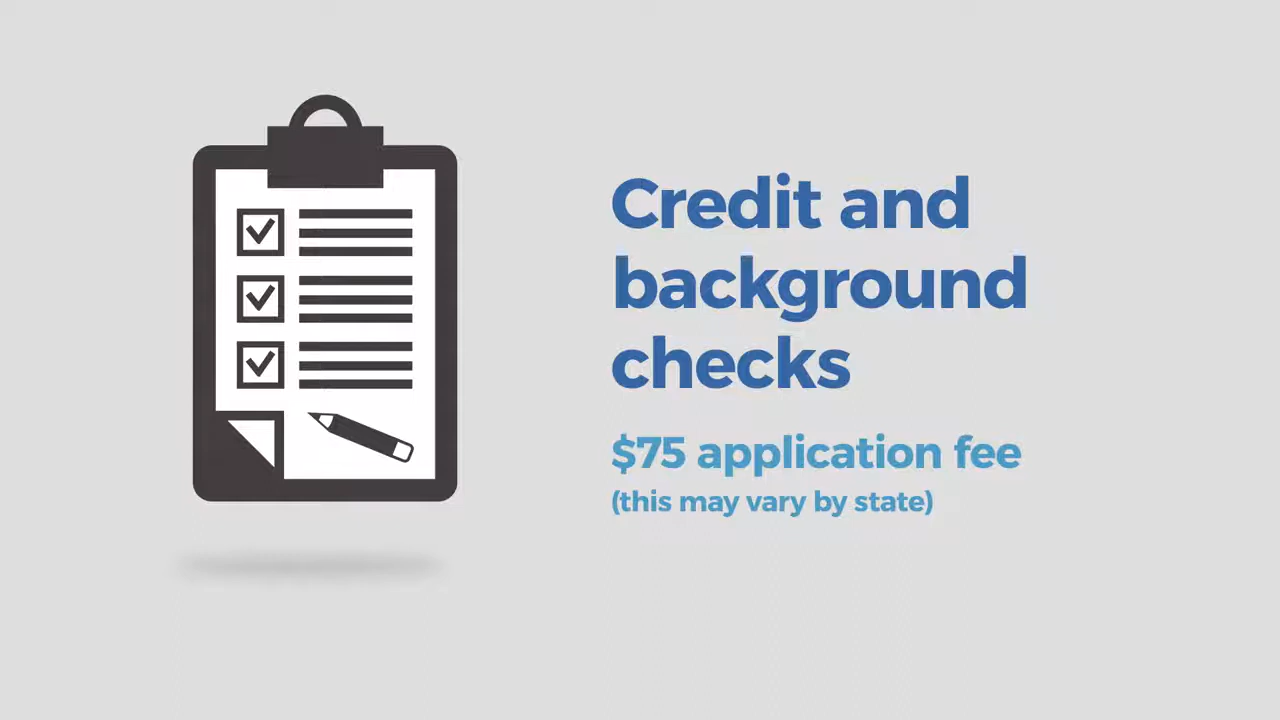 Credit and
background
checks
$75 application fee
(this may vary by state)